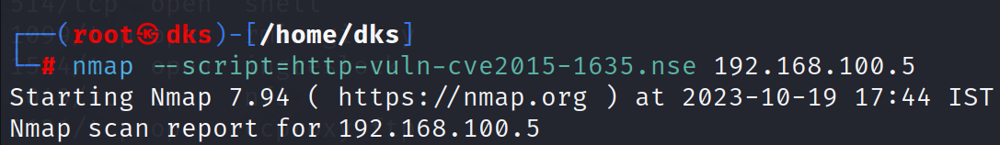 514/tcp open shell
┌──(root㉿dks)-[/home/dks]
└─# nmap --script=http-vuln-cve2015-1635.nse 192.168.100.5
Starting Nmap 7.94 ( https://nmap.org ) at 2023-10-19 17:44 IST
Nmap scan report for 192.168.100.5